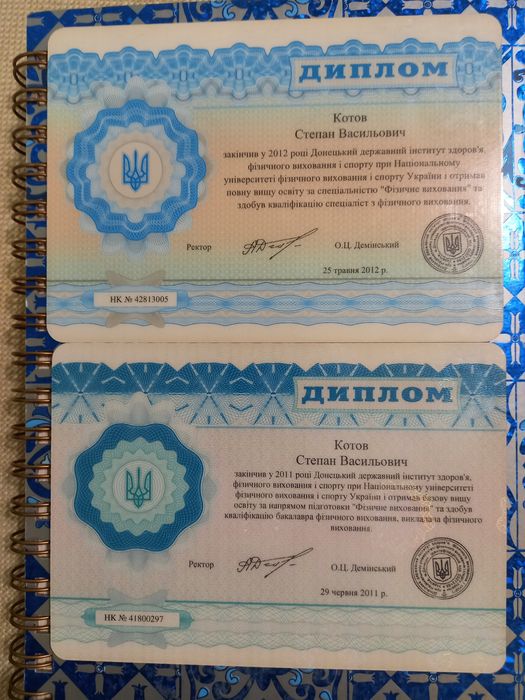 ДИПЛОМ
Котов
Степан Васильович
закінчив у 2012 році Донецький державний інститут здоров'я,
фізичного виховання і спорту при Національному
університеті фізичного виховання і спорту України і отримав
повну вищу освіту за спеціальністю "Фізичне виховання" та
здобув кваліфікацію спеціаліст з фізичного виховання.
Ректор О.Ц. Демінський
25 травня 2012 р.
НК № 42813005
ДИПЛОМ
Котов
Степан Васильович
закінчив у 2011 році Донецький державний інститут здоров'я,
фізичного виховання і спорту при Національному університеті
фізичного виховання і спорту України і отримав базову вищу
освіту за напрямом підготовки "Фізичне виховання" та здобув
кваліфікацію бакалавра фізичного виховання, викладача фізичного
виховання.
Ректор О.Ц. Демінський
29 червня 2011 р.
НК № 41800297